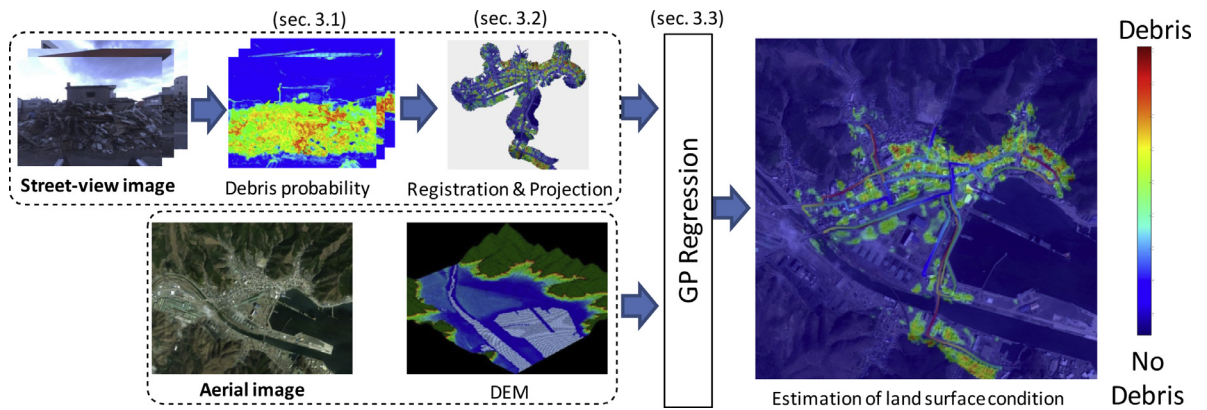 (sec. 3.1)
(sec. 3.2)
(sec. 3.3)
Street-view image
Debris probability
Registration & Projection
Aerial image
DEM
GP Regression
Estimation of land surface condition
Debris
No
Debris